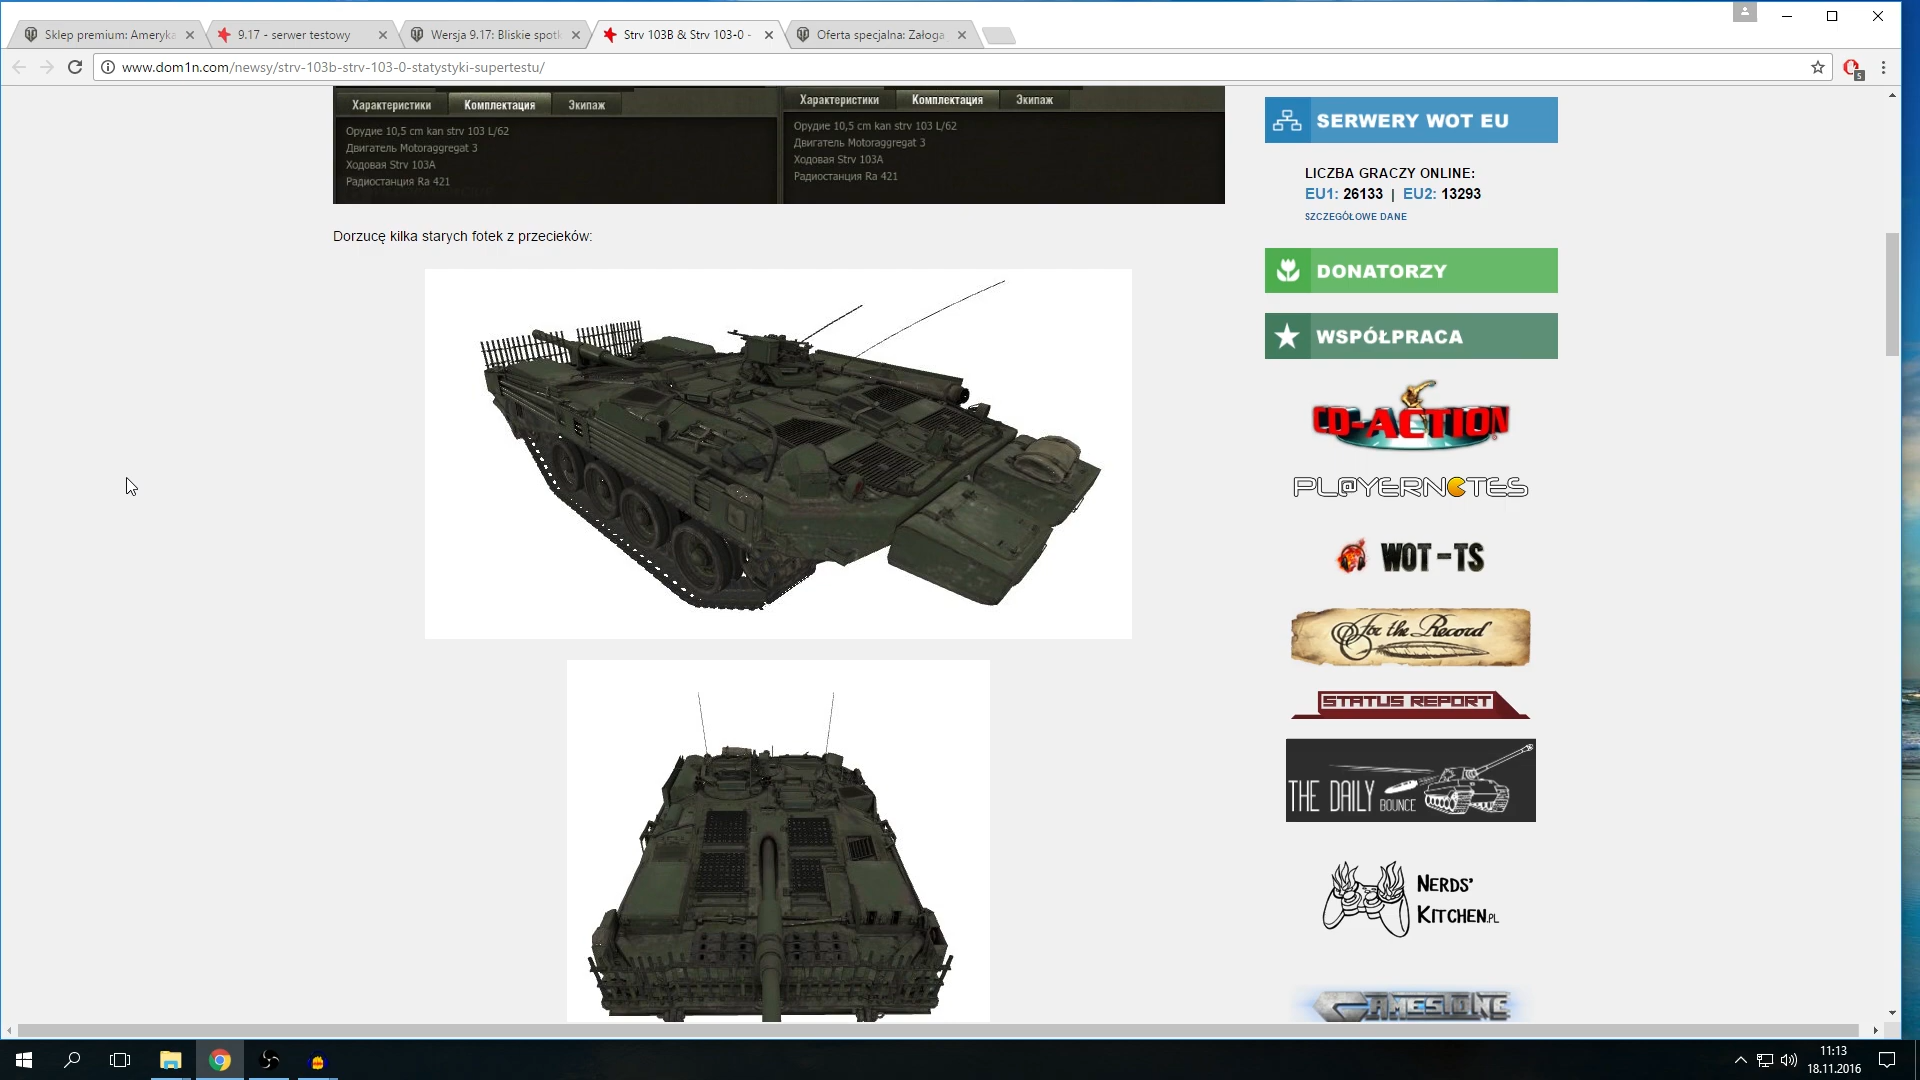 Sklep premium: Ameryka
9.17 - serwer testowy
Wersja 9.17: Bliskie spotk
Strv 103B & Strv 103-0 -
Oferta specjalna: Załoga
www.dom1n.com/newsy/strv-103b-strv-103-0-statystyki-supertestu/
5
Характеристики Комплектация Экипаж
Орудие 10,5 cm kan strv 103 L/62
Двигатель Motoraggregat 3
Ходовая Strv 103A
Радиостанция Ra 421
Характеристики Комплектация Экипаж
Орудие 10,5 cm kan strv 103 L/62
Двигатель Motoraggregat 3
Ходовая Strv 103A
Радиостанция Ra 421
Dorzucę kilka starych fotek z przecieków:
SERWERY WOT EU
LICZBA GRACZY ONLINE:
EU1: 26133 | EU2: 13293
SZCZEGÓŁOWE DANE
DONATORZY
WSPÓŁPRACA
CD-ACTION
PL@YERNOTES
WOT-TS
For the Record
STATUS REPORT
THE DAILY BOUNCE
NERDS'
KITCHEN.PL
GAMESTONE
11:13
18.11.2016